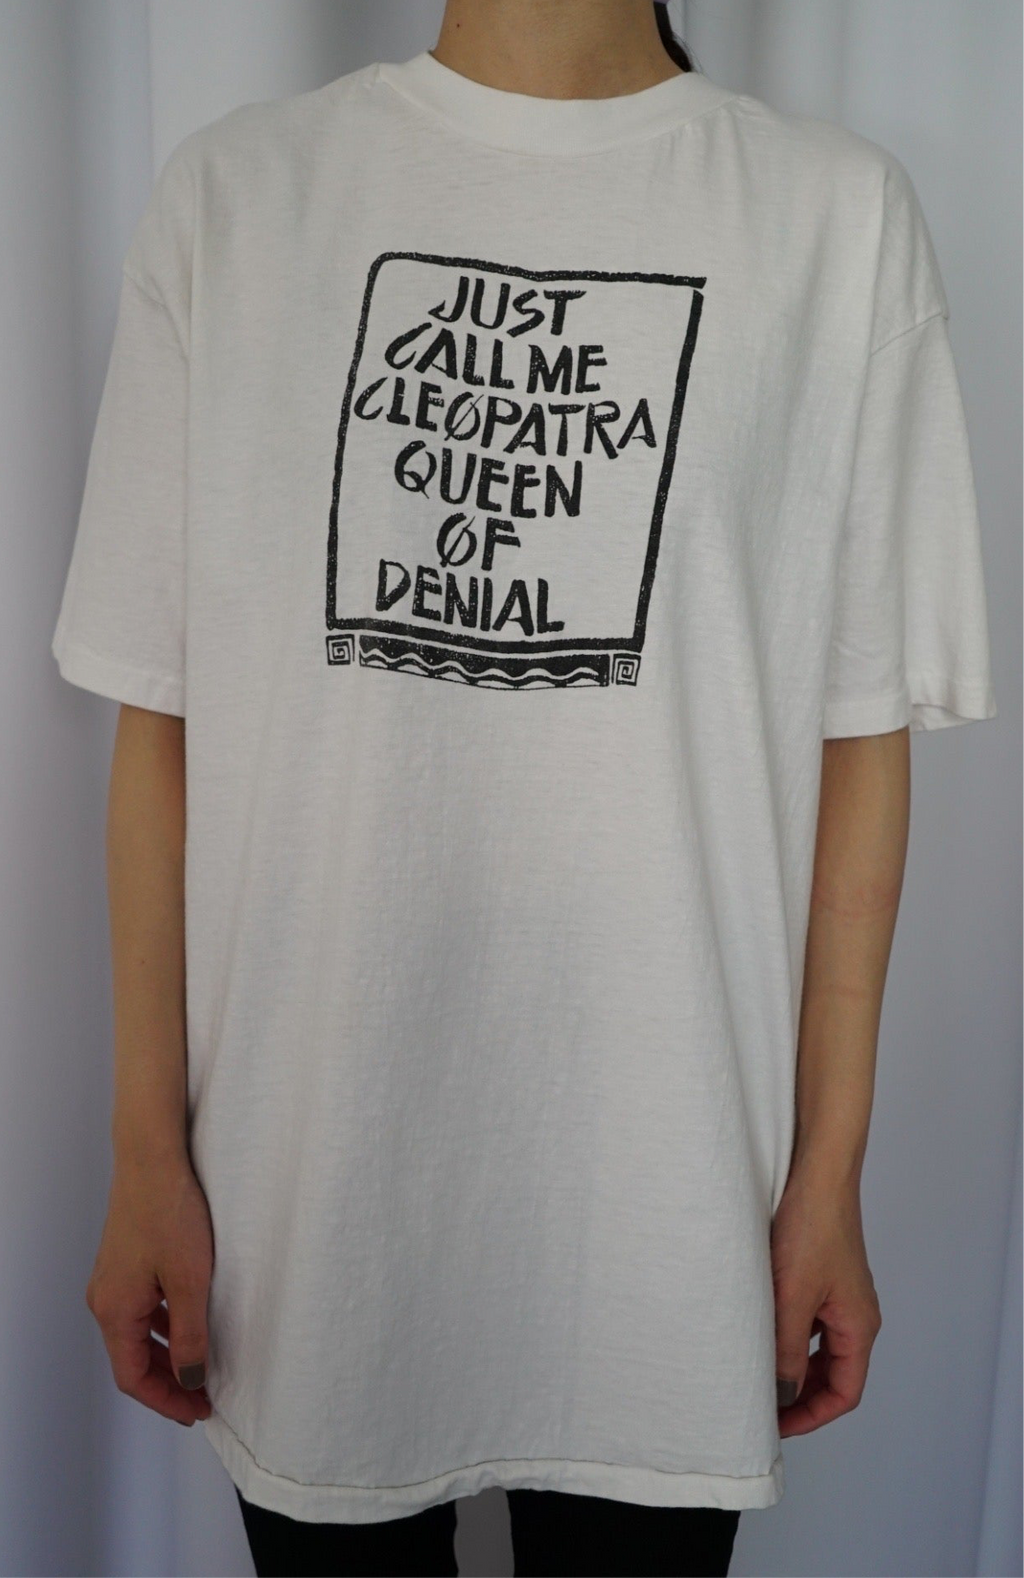 JUST
CALL ME
CLEØPATRA
QUEEN
ØF
DENIAL